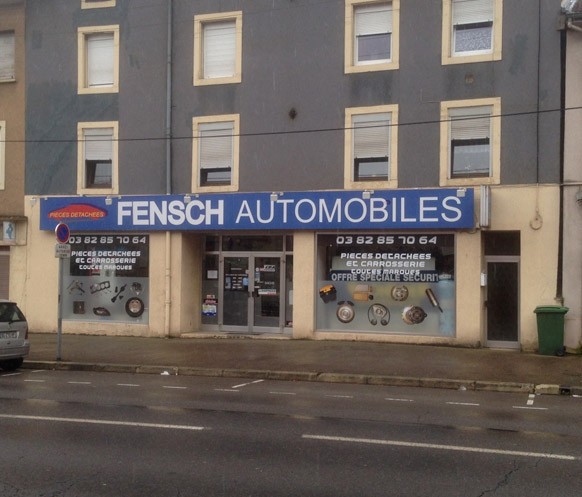 PIECES DETACHEES
FENSCH AUTOMOBILES
03 82 85 70 64
PIECES DETACHEES
ET CARROSSERIE
TOUTES MARQUES
03 82 85 70 64
PIECES DETACHEES
ET CARROSSERIE
TOUTES MARQUES
OFFRE SPECIALE SECURIT